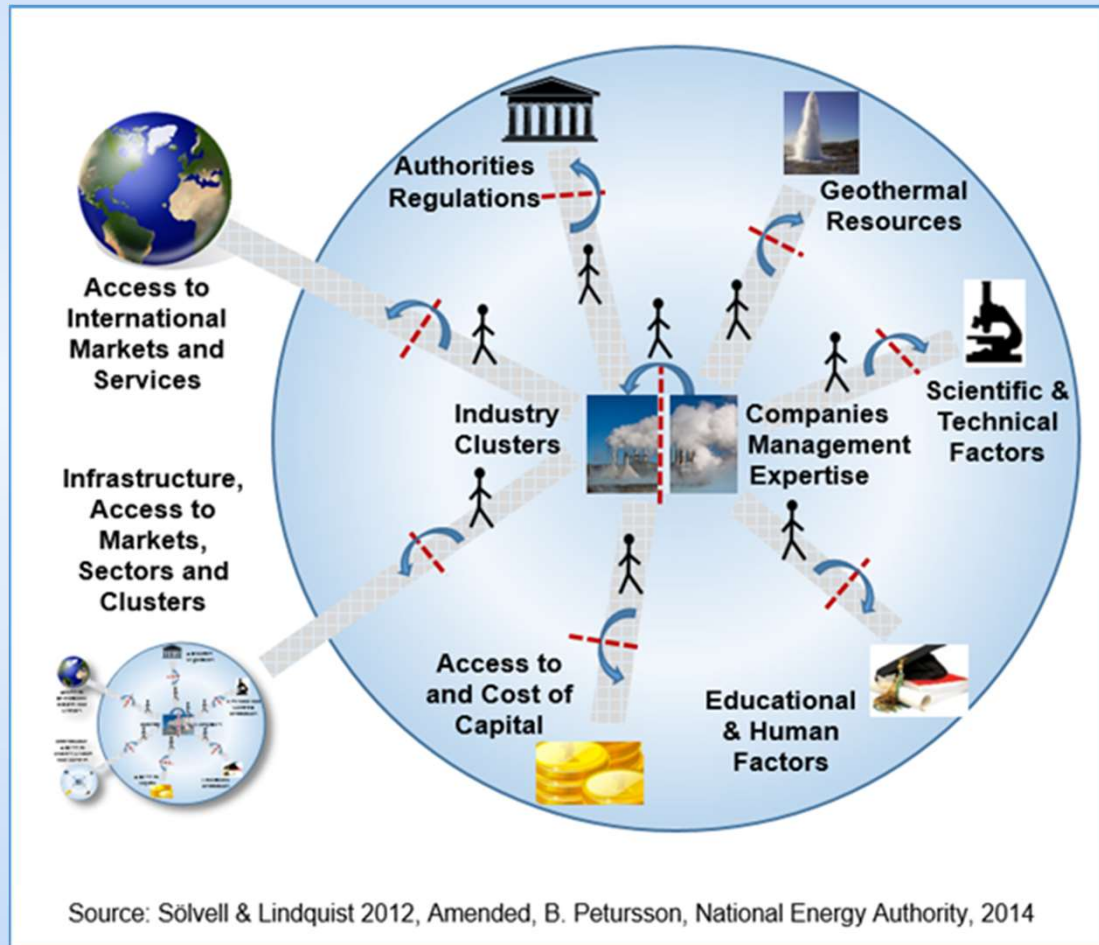 Authorities
Regulations
Geothermal
Resources
Access to
International
Markets and
Services
Scientific &
Technical
Factors
Industry
Clusters
Companies
Management
Expertise
Infrastructure,
Access to
Markets,
Sectors and
Clusters
Access to
and Cost of
Capital
Educational
& Human
Factors
Source: Sölvell & Lindquist 2012, Amended, B. Petursson, National Energy Authority, 2014